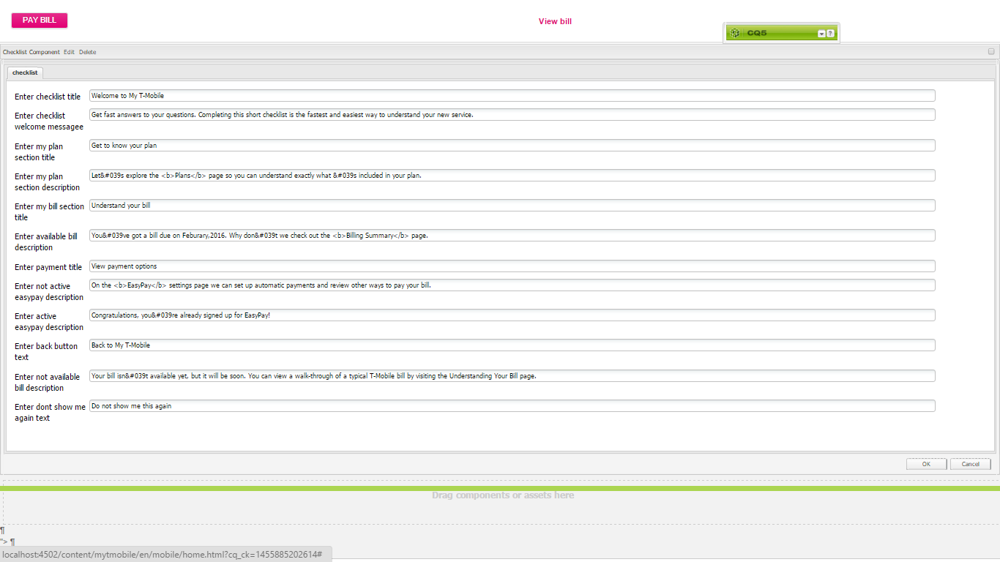 PAY BILL
View bill
CQ5
?
Checklist Component Edit Delete
checklist
Enter checklist title
Welcome to My T-Mobile
Enter checklist
welcome messagee
Get fast answers to your questions. Completing this short checklist is the fastest and easiest way to understand your new service.
Enter my plan
section title
Get to know your plan
Enter my plan
section description
Let&#039s explore the <b>Plans</b> page so you can understand exactly what &#039s included in your plan.
Enter my bill section
title
Understand your bill
Enter available bill
description
You&#039ve got a bill due on Feburary,2016. Why don&#039t we check out the <b>Billing Summary</b> page.
Enter payment title
View payment options
Enter not active
easypay description
On the <b>EasyPay</b> settings page we can set up automatic payments and review other ways to pay your bill.
Enter active
easypay description
Congratulations, you&#039re already signed up for EasyPay!
Enter back button
text
Back to My T-Mobile
Enter not available
bill description
Your bill isn&#039t available yet, but it will be soon. You can view a walk-through of a typical T-Mobile bill by visiting the Understanding Your Bill page.
Enter dont show me
again text
Do not show me this again
OK
Cancel
Drag components or assets here
¶
"> ¶
localhost:4502/content/mytmobile/en/mobile/home.html?cq_ck=1455885202614#